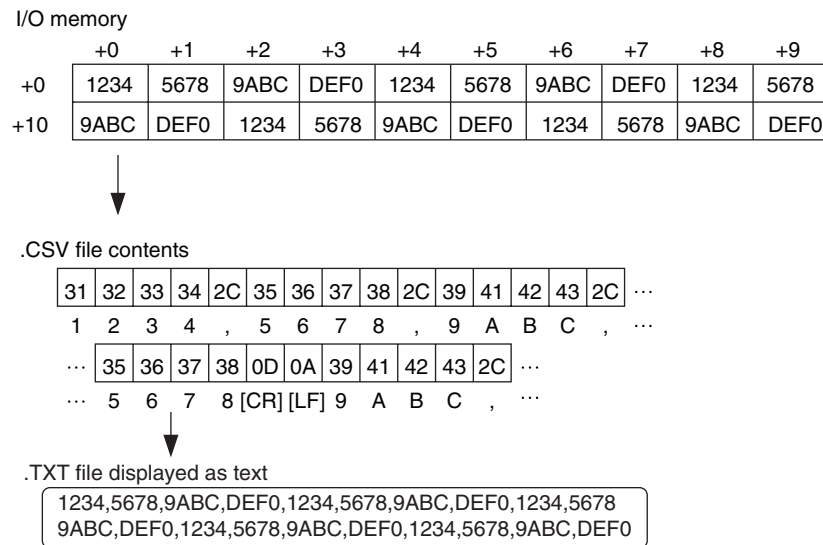 I/O memory
+0 +1 +2 +3 +4 +5 +6 +7 +8 +9
+0 1234 5678 9ABC DEF0 1234 5678 9ABC DEF0 1234 5678
+10 9ABC DEF0 1234 5678 9ABC DEF0 1234 5678 9ABC DEF0
.CSV file contents
31 32 33 34 2C 35 36 37 38 2C 39 41 42 43 2C ···
1 2 3 4 , 5 6 7 8 , 9 A B C , ···
··· 35 36 37 38 0D 0A 39 41 42 43 2C ···
··· 5 6 7 8 [CR] [LF] 9 A B C , ···
.TXT file displayed as text
1234,5678,9ABC,DEF0,1234,5678,9ABC,DEF0,1234,5678
9ABC,DEF0,1234,5678,9ABC,DEF0,1234,5678,9ABC,DEF0